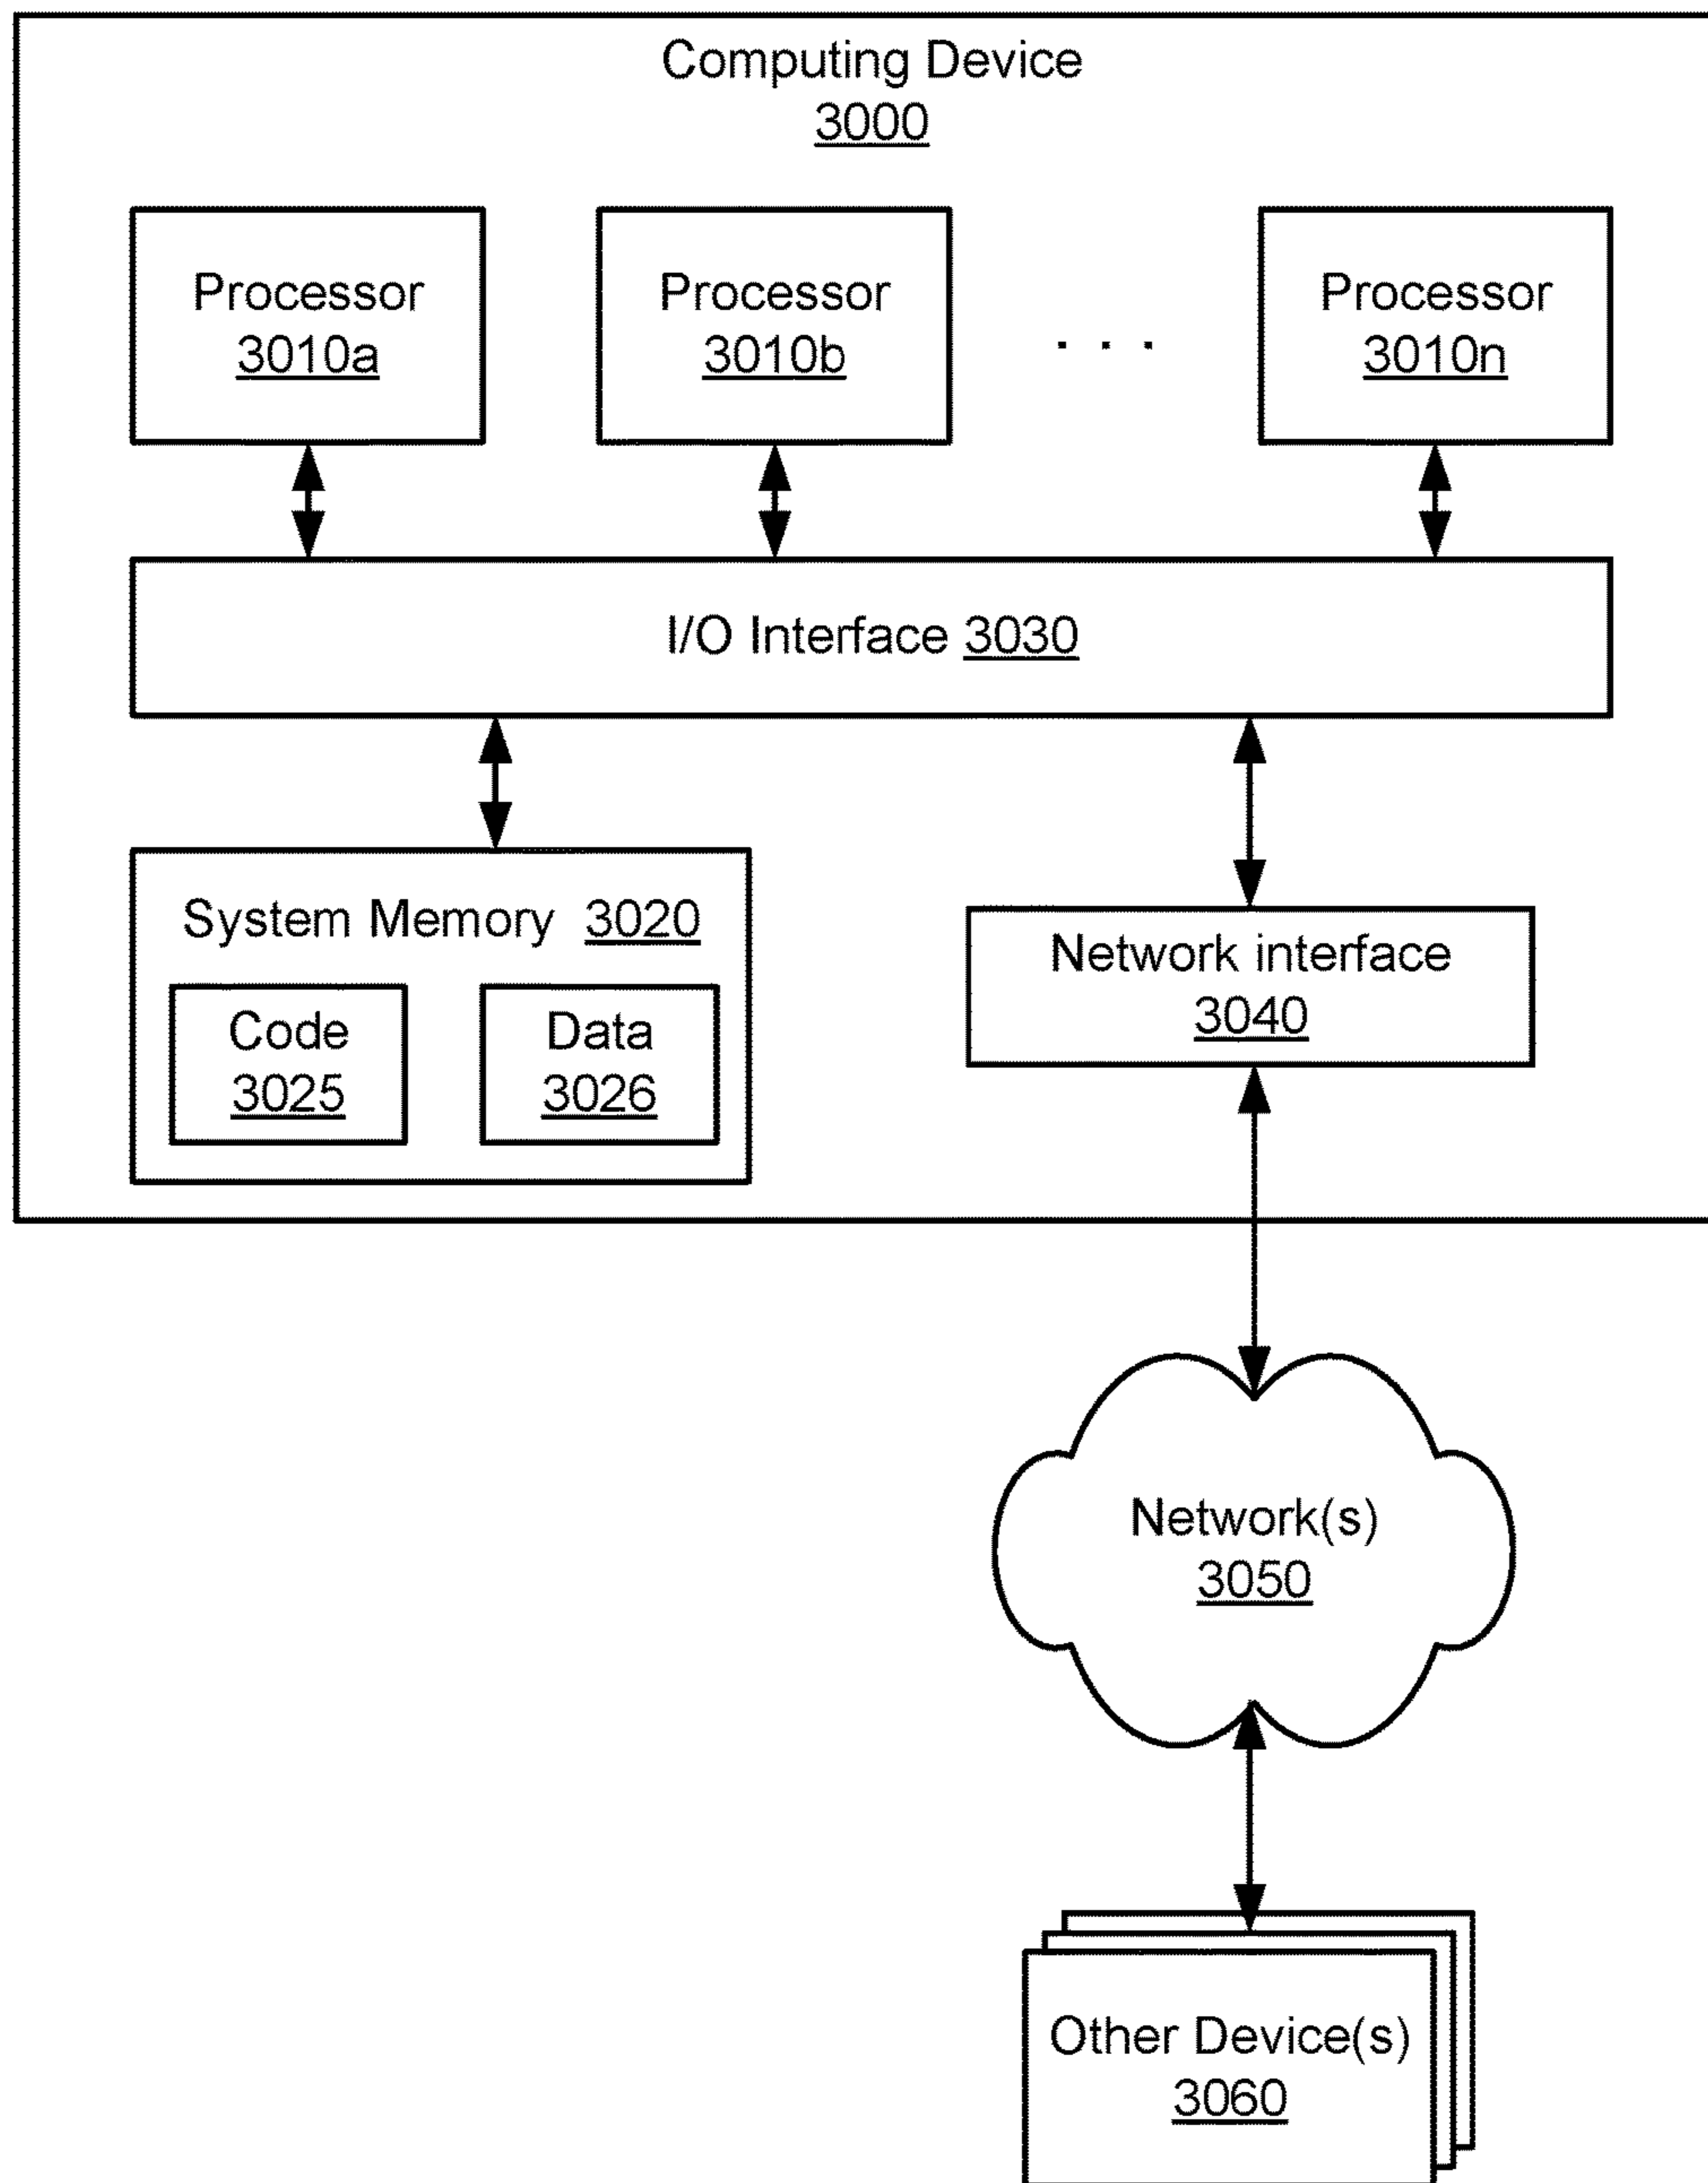 Computing Device
3000
Processor
3010a
Processor
3010b
. . .
Processor
3010n
I/O Interface 3030
System Memory 3020
Code
3025
Data
3026
Network interface
3040
Network(s)
3050
Other Device(s)
3060